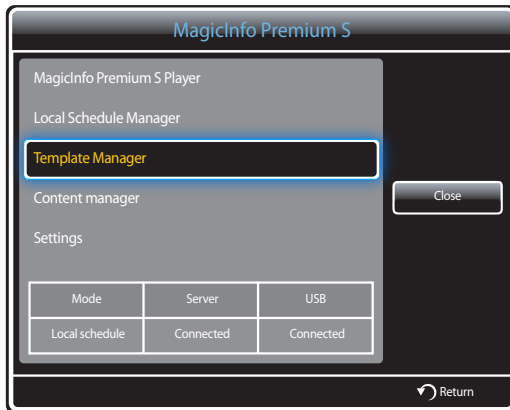 MagicInfo Premium S
MagicInfo Premium S Player
Local Schedule Manager
Template Manager
Content manager
Close
Settings
Mode Server USB
Local schedule Connected Connected
Return